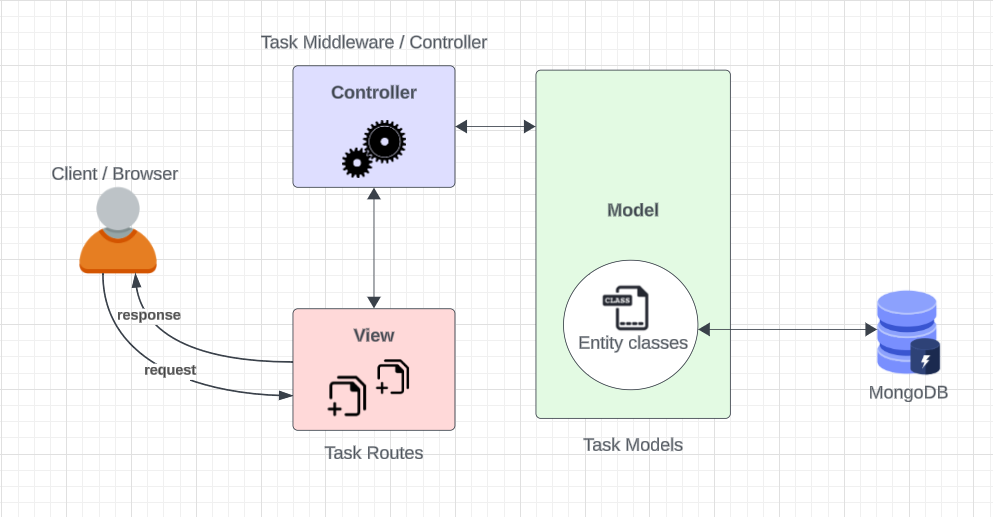 Task Middleware / Controller
Controller
Client / Browser
Model
response
View
CLASS
Entity classes
request
MongoDB
Task Routes
Task Models